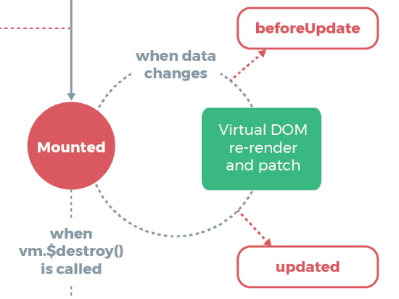 beforeUpdate
when data
changes
Mounted
Virtual DOM
re-render
and patch
when
vm.$destroy()
is called
updated